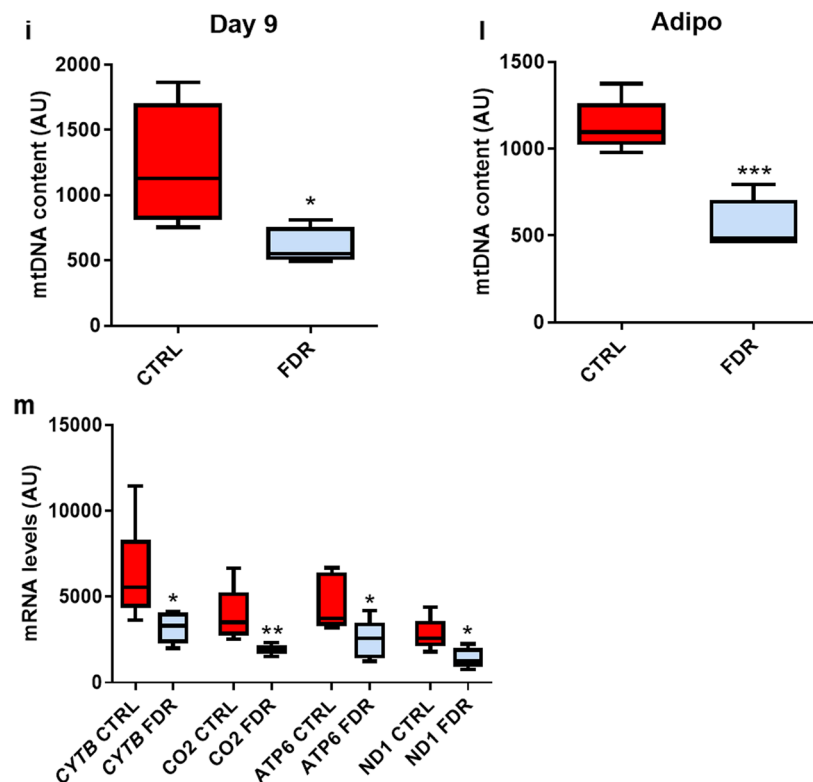 i
Day 9
mtDNA content (AU)
2000
1500
1000
500
0
*
CTRL
FDR
l
Adipo
mtDNA content (AU)
1500
1000
500
0
***
CTRL
FDR
m
mRNA levels (AU)
15000
10000
5000
0
*
**
*
*
CYTB CTRL
CYTB FDR
CO2 CTRL
CO2 FDR
ATP6 CTRL
ATP6 FDR
ND1 CTRL
ND1 FDR